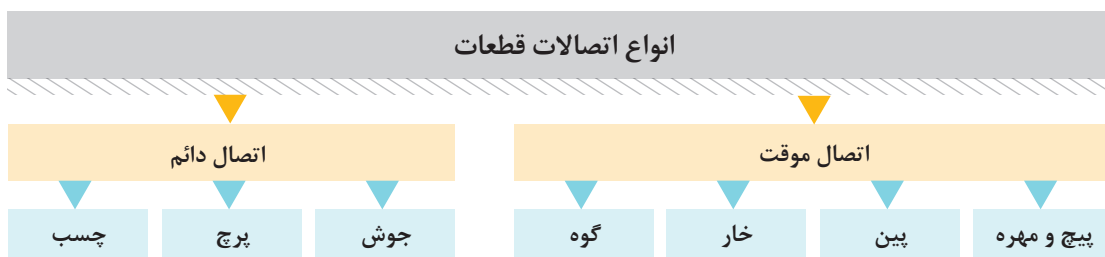 انواع اتصالات قطعات
اتصال موقت
اتصال دائم
پیچ و مهره
پین
خار
گوه
جوش
پرچ
چسب